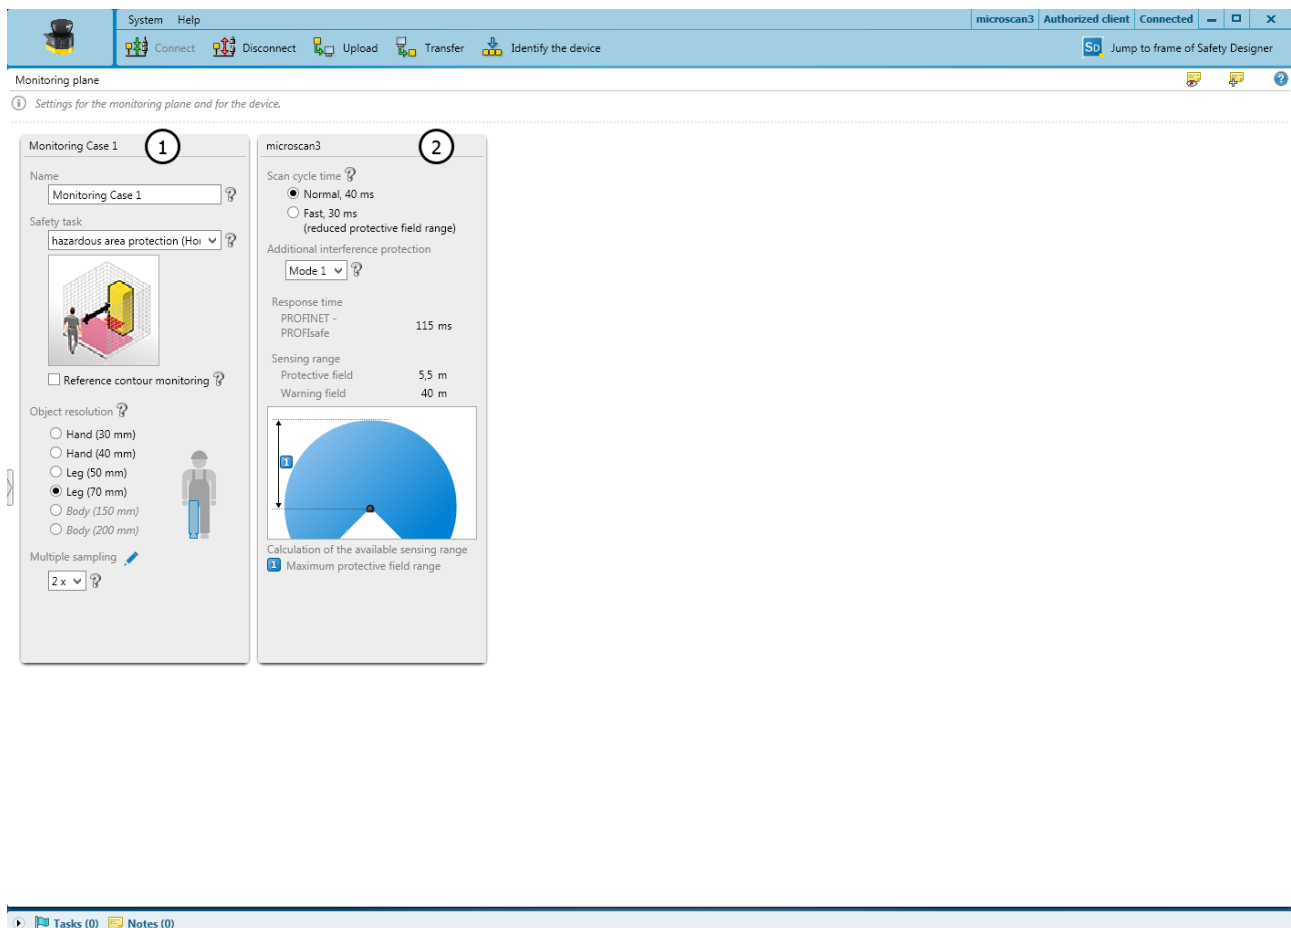 System Help
microscan3 Authorized client Connected
Connect Disconnect Upload Transfer Identify the device
SD Jump to frame of Safety Designer
Monitoring plane
Settings for the monitoring plane and for the device.
Monitoring Case 1
1
Name
Monitoring Case 1
Safety task
hazardous area protection (Hor
Reference contour monitoring
Object resolution
Hand (30 mm)
Hand (40 mm)
Leg (50 mm)
Leg (70 mm)
Body (150 mm)
Body (200 mm)
Multiple sampling
2 x
microscan3
2
Scan cycle time
Normal, 40 ms
Fast, 30 ms
(reduced protective field range)
Additional interference protection
Mode 1
Response time
PROFINET -
PROFIsafe
115 ms
Sensing range
Protective field 5,5 m
Warning field 40 m
1
Calculation of the available sensing range
1 Maximum protective field range
Tasks (0) Notes (0)